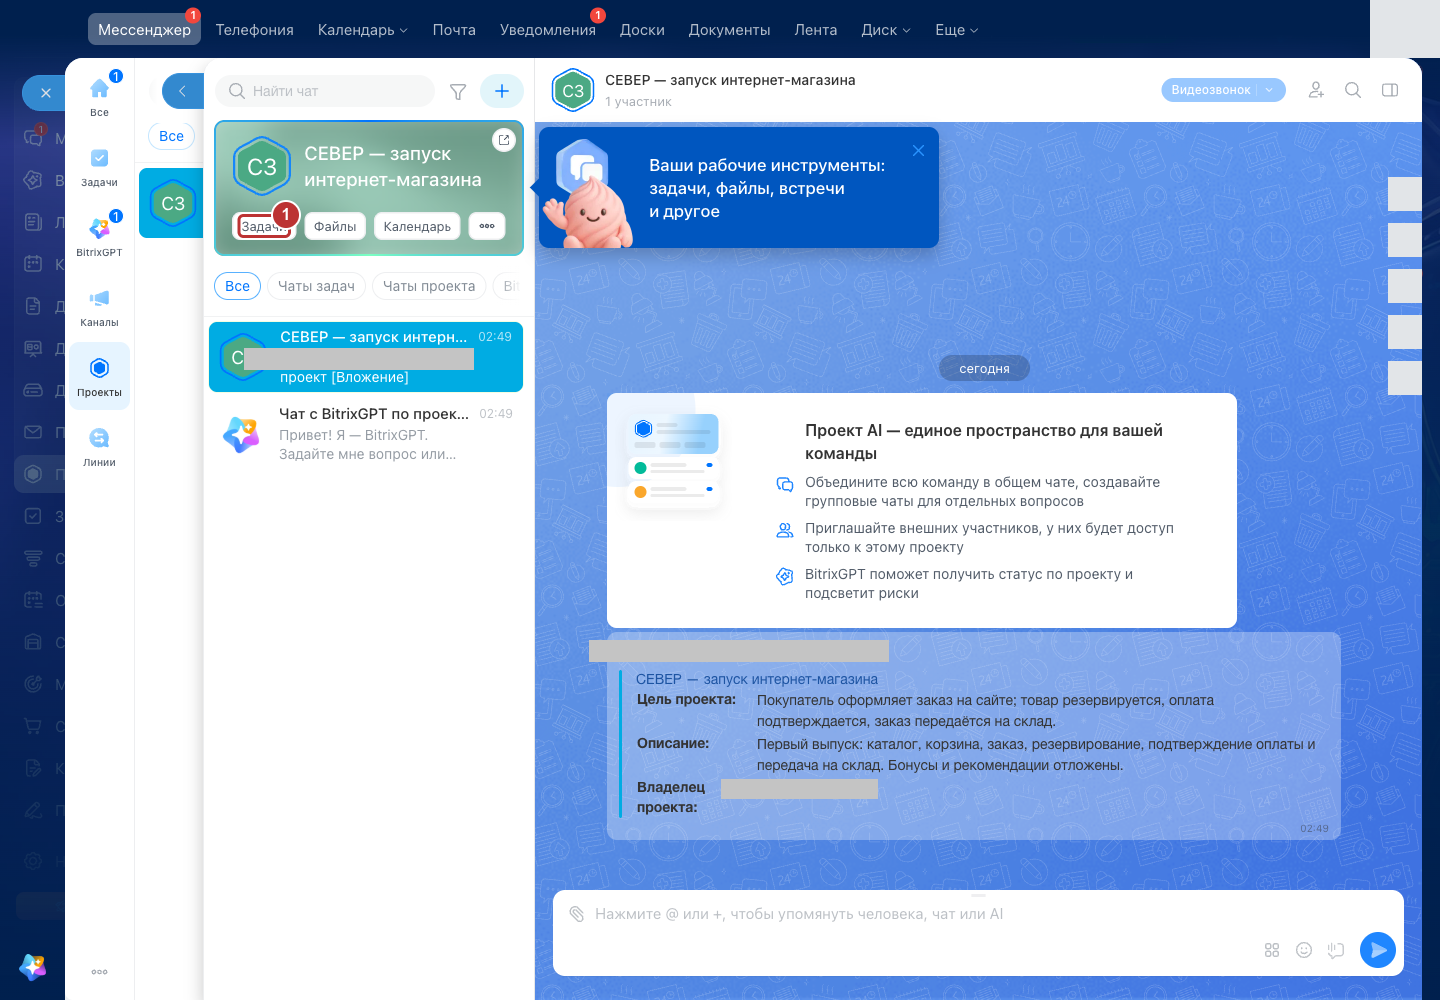 Мессенджер 1 Телефония Календарь Почта Уведомления 1 Доски Документы Лента Диск Еще
Все 1
Задачи
BitrixGPT 1
Каналы
Проекты
Линии
Все
СЗ
Найти чат
СЗ
СЕВЕР — запуск
интернет-магазина
Задачи 1 Файлы Календарь
Все Чаты задач Чаты проекта
СЕВЕР — запуск интерн... 02:49
проект [Вложение]
Чат с BitrixGPT по проек... 02:49
Привет! Я — BitrixGPT.
Задайте мне вопрос или...
СЗ
СЕВЕР — запуск интернет-магазина
1 участник
Видеозвонок
Ваши рабочие инструменты:
задачи, файлы, встречи
и другое
сегодня
Проект AI — единое пространство для вашей
команды
Объедините всю команду в общем чате, создавайте
групповые чаты для отдельных вопросов
Приглашайте внешних участников, у них будет доступ
только к этому проекту
BitrixGPT поможет получить статус по проекту и
подсветит риски
СЕВЕР — запуск интернет-магазина
Цель проекта: Покупатель оформляет заказ на сайте; товар резервируется, оплата
подтверждается, заказ передаётся на склад.
Описание: Первый выпуск: каталог, корзина, заказ, резервирование, подтверждение оплаты и
передача на склад. Бонусы и рекомендации отложены.
Владелец
проекта:
02:49
Нажмите @ или +, чтобы упомянуть человека, чат или AI